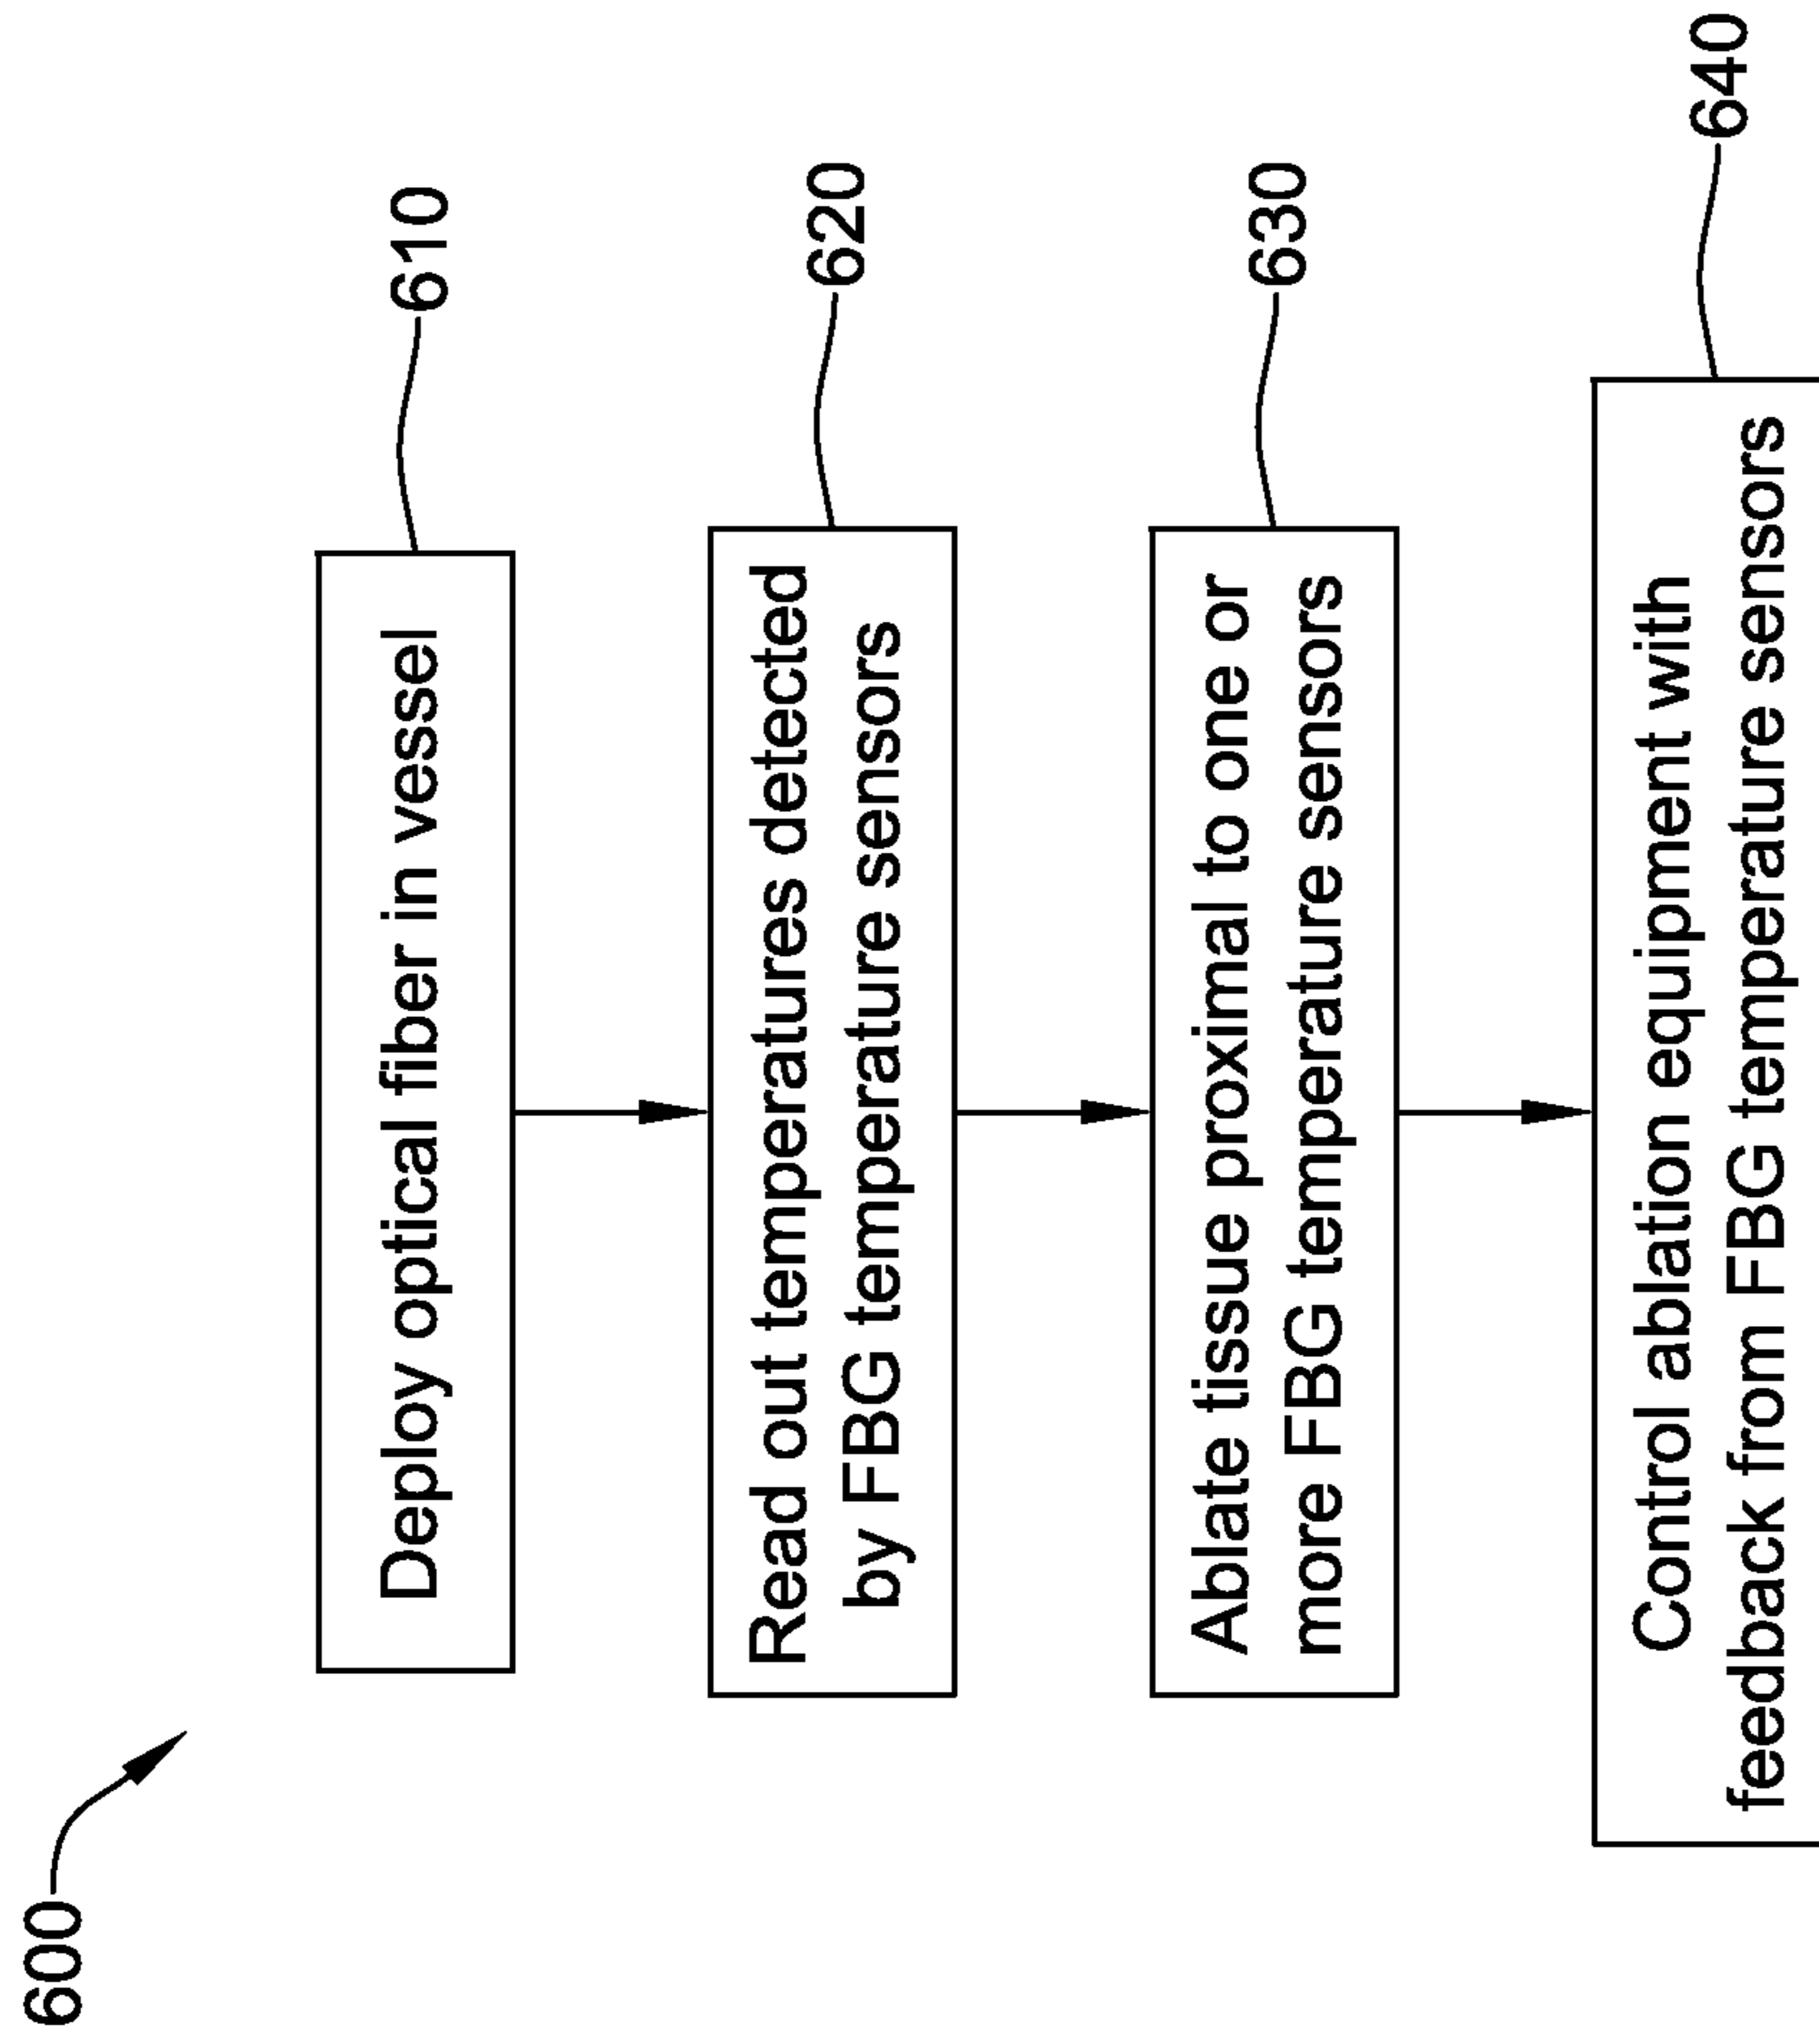 600
Deploy optical fiber in vessel
610
Read out temperatures detected
by FBG temperature sensors
620
Ablate tissue proximal to one or
more FBG temperature sensors
630
Control ablation equipment with
feedback from FBG temperature sensors
640